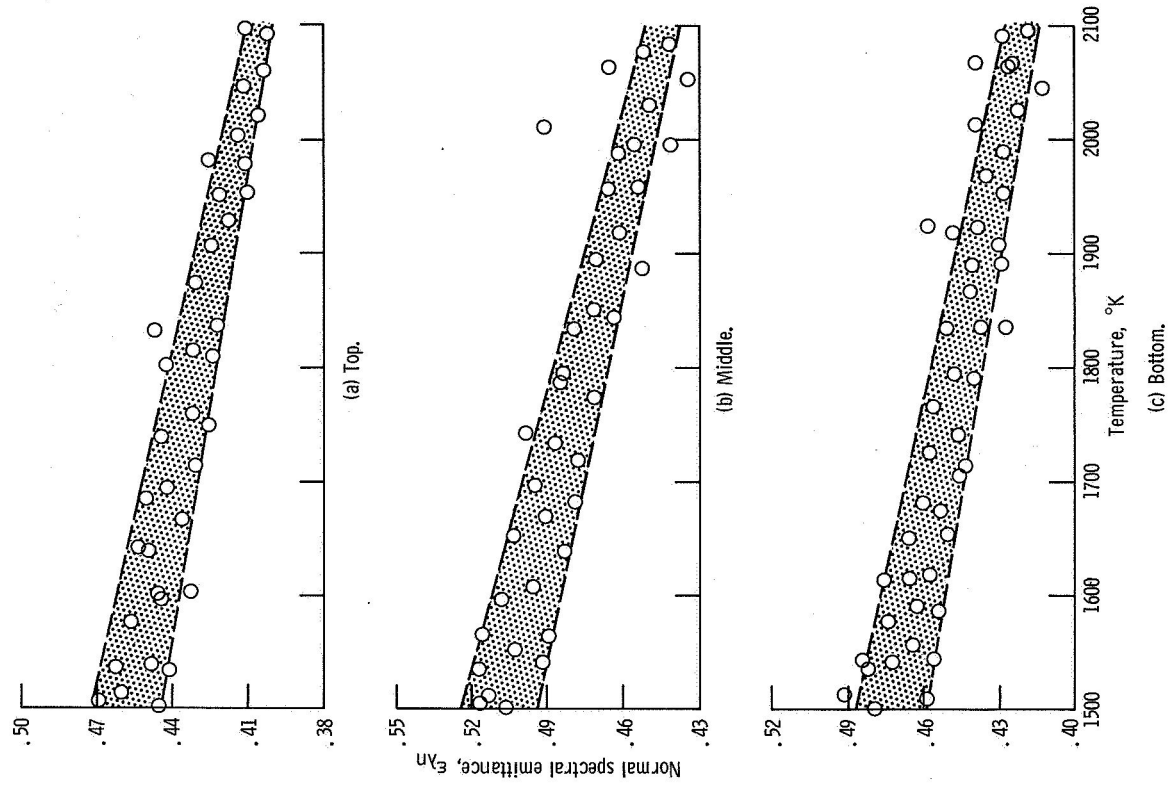 .50
.47
.44
.41
.38
(a) Top.
Normal spectral emittance, ελn
.55
.52
.49
.46
.43
(b) Middle.
.52
.49
.46
.43
.40
1500 1600 1700 1800 1900 2000 2100
Temperature, °K
(c) Bottom.